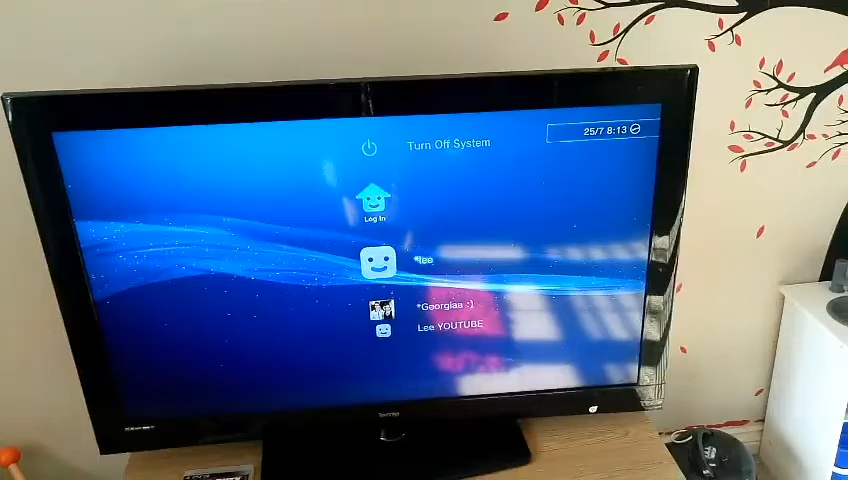 Turn Off System
25/7 8:13
Log In
*lee
*Georgiaa :)
Lee YOUTUBE